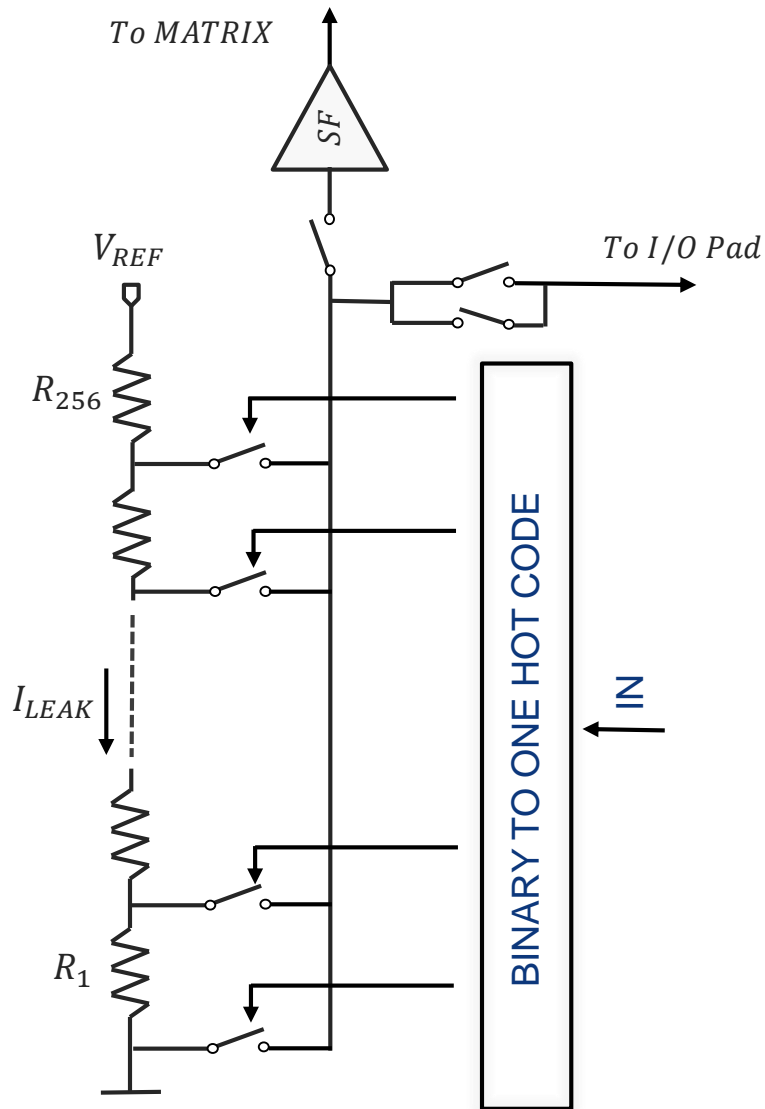 To MATRIX
SF
V_REF
To I/O Pad
R_256
I_LEAK
R_1
BINARY TO ONE HOT CODE
IN